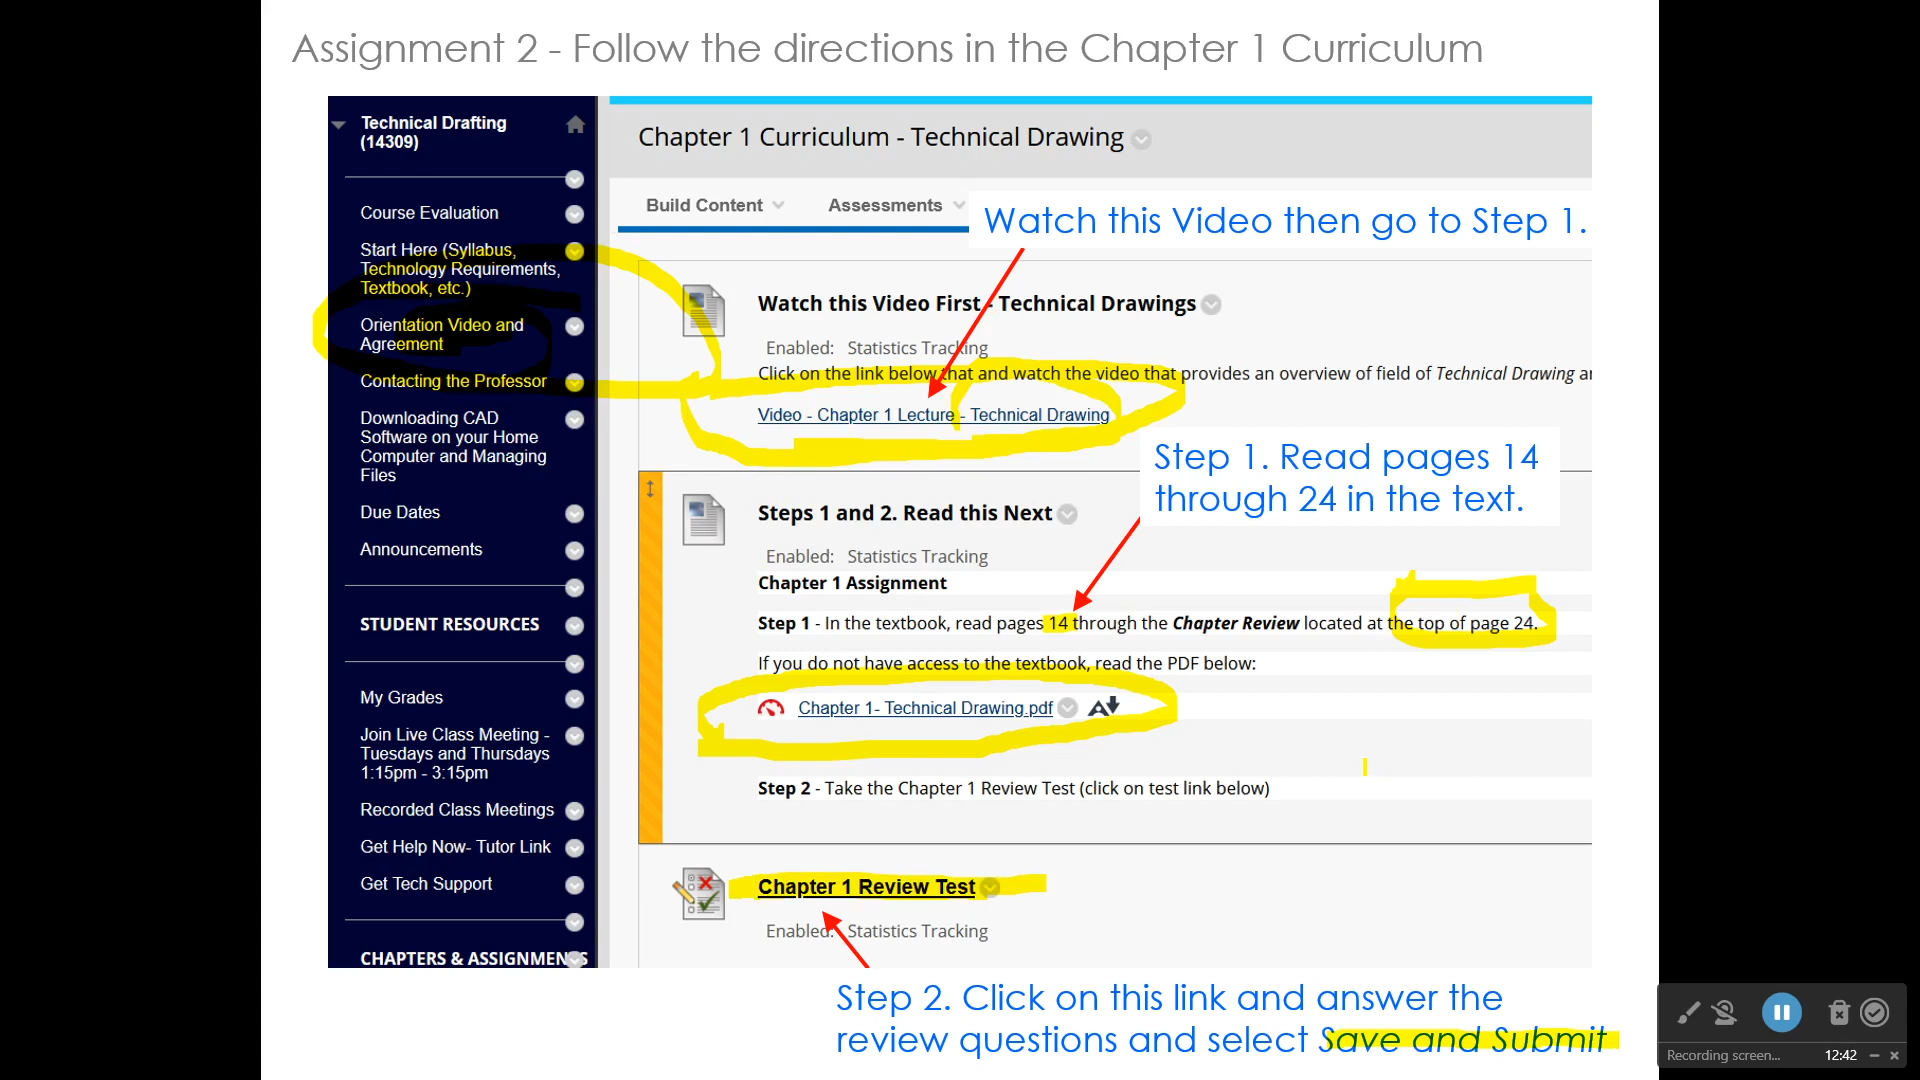 Assignment 2 - Follow the directions in the Chapter 1 Curriculum
Technical Drafting
(14309)
Course Evaluation
Start Here (Syllabus,
Technology Requirements,
Textbook, etc.)
Orientation Video and
Agreement
Contacting the Professor
Downloading CAD
Software on your Home
Computer and Managing
Files
Due Dates
Announcements
STUDENT RESOURCES
My Grades
Join Live Class Meeting -
Tuesdays and Thursdays
1:15pm - 3:15pm
Recorded Class Meetings
Get Help Now- Tutor Link
Get Tech Support
CHAPTERS & ASSIGNMENTS
Chapter 1 Curriculum - Technical Drawing
Build Content
Assessments
Watch this Video then go to Step 1.
Watch this Video First - Technical Drawings
Enabled: Statistics Tracking
Click on the link below that and watch the video that provides an overview of field of Technical Drawing
Video - Chapter 1 Lecture - Technical Drawing
Step 1. Read pages 14
through 24 in the text.
Steps 1 and 2. Read this Next
Enabled: Statistics Tracking
Chapter 1 Assignment
Step 1 - In the textbook, read pages 14 through the Chapter Review located at the top of page 24.
If you do not have access to the textbook, read the PDF below:
Chapter 1- Technical Drawing.pdf
Step 2 - Take the Chapter 1 Review Test (click on test link below)
Chapter 1 Review Test
Enabled: Statistics Tracking
Step 2. Click on this link and answer the
review questions and select Save and Submit
Recording screen... 12:42